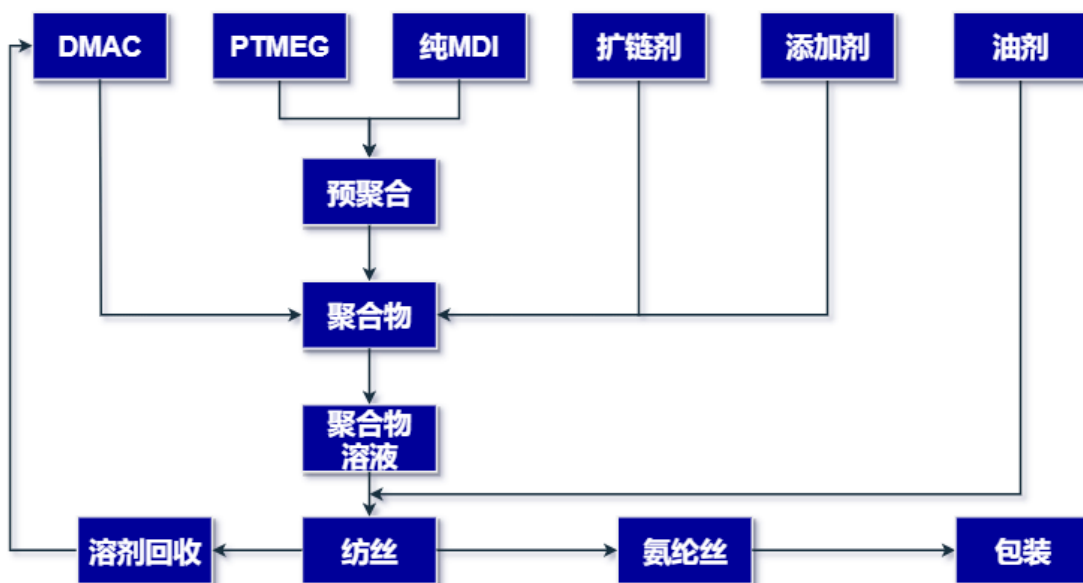 DMAC
PTMEG
纯MDI
扩链剂
添加剂
油剂
预聚合
聚合物
聚合物
溶液
溶剂回收
纺丝
氨纶丝
包装